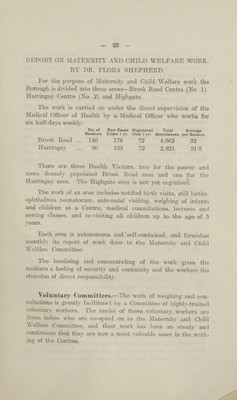 — 23 —
REPORT ON MATERNITY AND CHILD WELFARE WORK.
BY DR. FLORA SHEPHERD.
For the purpose of Maternity and Child Welfare work the
Borough is divided into three areas—Brook Road Centre (No. 1),
Harringay Centre (No. 2) and Highgate.
The work is carried on under the direct supervision of the
Medical Officer of Health by a Medical Officer who works for
six half-days weekly.
No. of Sessions. New Cases Under 1 yr. Registered Over 1 yr. Total Attendances. Average per Session.
Brook Road ... 140 176 72 4,662 32
Harringay ... 90 133 72 2,821 31·3
There are three Health Visitors, two for the poorer and
more densely populated Brook Road area and one for the
Harringay area. The Highgate area is not yet organised.
The work of an area includes notified birth visits, still births,
ophthalmia neonatorum, ante-natal visiting, weighing of infants
and children at a Centre, medical consultations, lectures and
sewing classes, and re-visiting all children up to the age of 5
years.
Each area is autonomous and self-contained, and furnishes
monthly its report of work done to the Maternity and Child
Welfare Committee.
The localising and concentrating of the work gives the
mothers a feeling of security and continuity and the workers the
stimulus of direct responsibility.
Voluntary Committees.—The work of weighing and con-
sultations is greatly facilitated by a Committee of highly-trained
voluntary workers. The nuclei of these voluntary workers are
those ladies who are co-opted on to the Maternity and Child
Welfare Committee, and their work has been so steady and
continuous that they are now a most valuable asset in the work-
ing of the Centres.